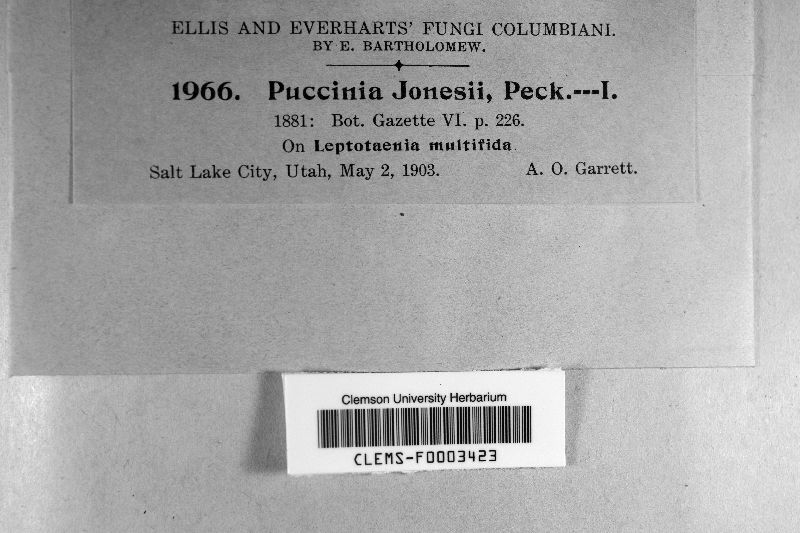 ELLIS AND EVERHARTS' FUNGI COLUMBIANI.
BY E. BARTHOLOMEW.
1966. Puccinia Jonesii, Peck.---I.
1881: Bot. Gazette VI. p. 226.
On Leptotaenia multifida.
Salt Lake City, Utah, May 2, 1903. A. O. Garrett.
Clemson University Herbarium
CLEMS-F0003423